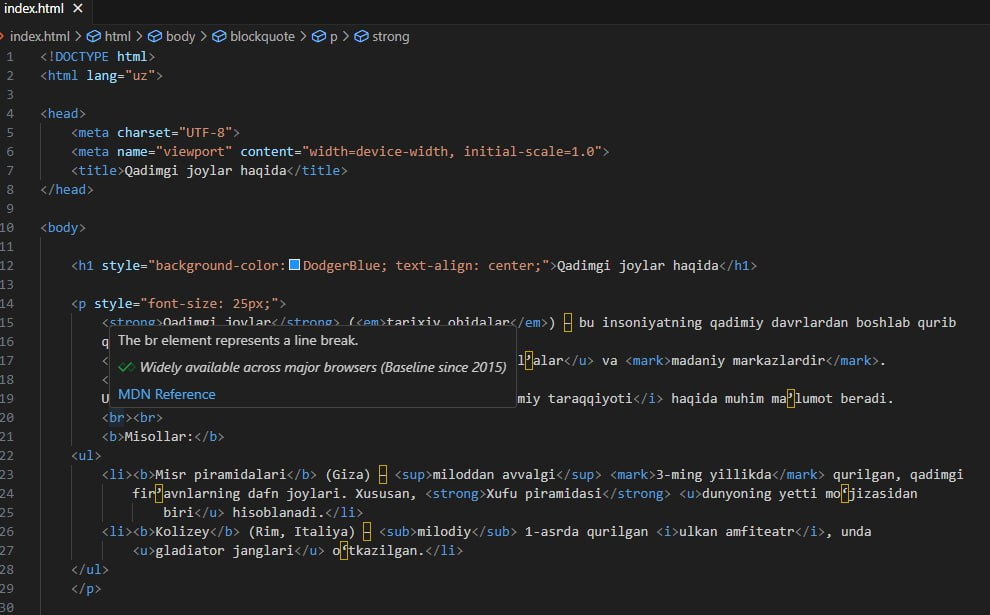 index.html ×
index.html > html > body > blockquote > p > strong
1 <!DOCTYPE html>
2 <html lang="uz">
3
4 <head>
5 <meta charset="UTF-8">
6 <meta name="viewport" content="width=device-width, initial-scale=1.0">
7 <title>Qadimgi joylar haqida</title>
8 </head>
9
10 <body>
11
12 <h1 style="background-color: DodgerBlue; text-align: center;">Qadimgi joylar haqida</h1>
13
14 <p style="font-size: 25px;">
15 <strong>Qadimgi joylar</strong> (<em>tarixiy obidalar</em>) – bu insoniyatning qadimiy davrlardan boshlab qurib
16 q
The br element represents a line break.
17 < l’alar</u> va <mark>madaniy markazlardir</mark>.
Widely available across major browsers (Baseline since 2015)
18 <
19 U miy taraqqiyoti</i> haqida muhim ma’lumot beradi.
MDN Reference
20 <br><br>
21 <b>Misollar:</b>
22 <ul>
23 <li><b>Misr piramidalari</b> (Giza) – <sup>miloddan avvalgi</sup> <mark>3-ming yillikda</mark> qurilgan, qadimgi
24 fir’avnlarning dafn joylari. Xususan, <strong>Xufu piramidasi</strong> <u>dunyoning yetti mo‘jizasidan
25 biri</u> hisoblanadi.</li>
26 <li><b>Kolizey</b> (Rim, Italiya) – <sub>milodiy</sub> 1-asrda qurilgan <i>ulkan amfiteatr</i>, unda
27 <u>gladiator janglari</u> o‘tkazilgan.</li>
28 </ul>
29 </p>
30